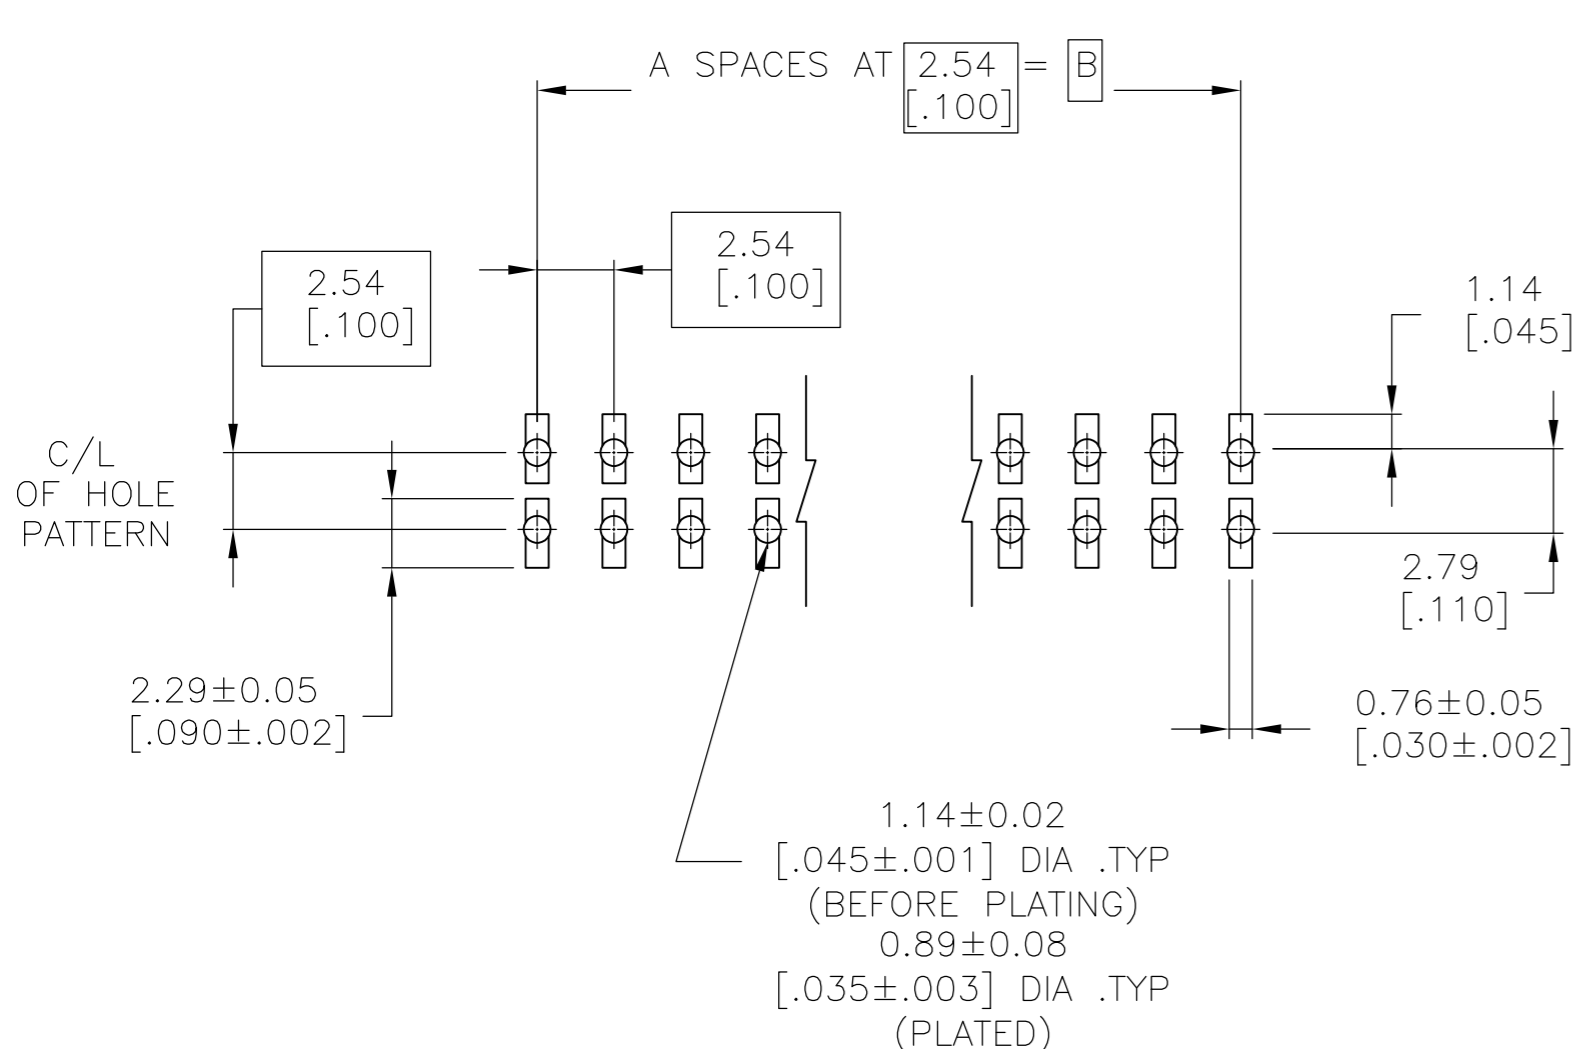 A SPACES AT 2.54 = B
[.100]
2.54
[.100]
2.54
[.100]
1.14
[.045]
C/L
OF HOLE
PATTERN
2.79
[.110]
2.29±0.05
[.090±.002]
0.76±0.05
[.030±.002]
1.14±0.02
[.045±.001] DIA .TYP
(BEFORE PLATING)
0.89±0.08
[.035±.003] DIA .TYP
(PLATED)